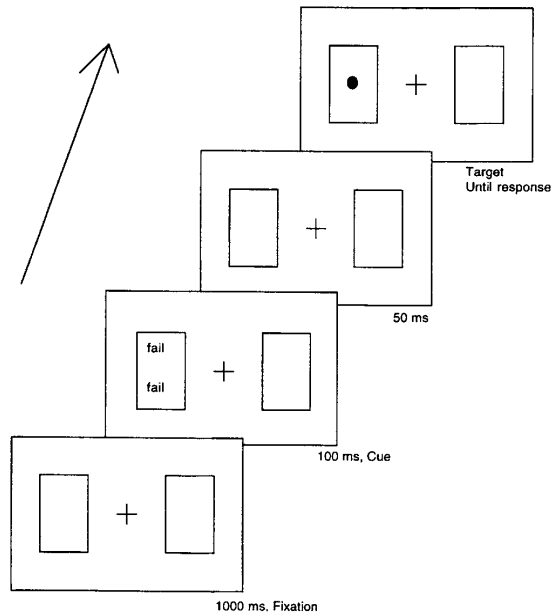 Target
Until response
50 ms
fail
fail
100 ms, Cue
1000 ms, Fixation